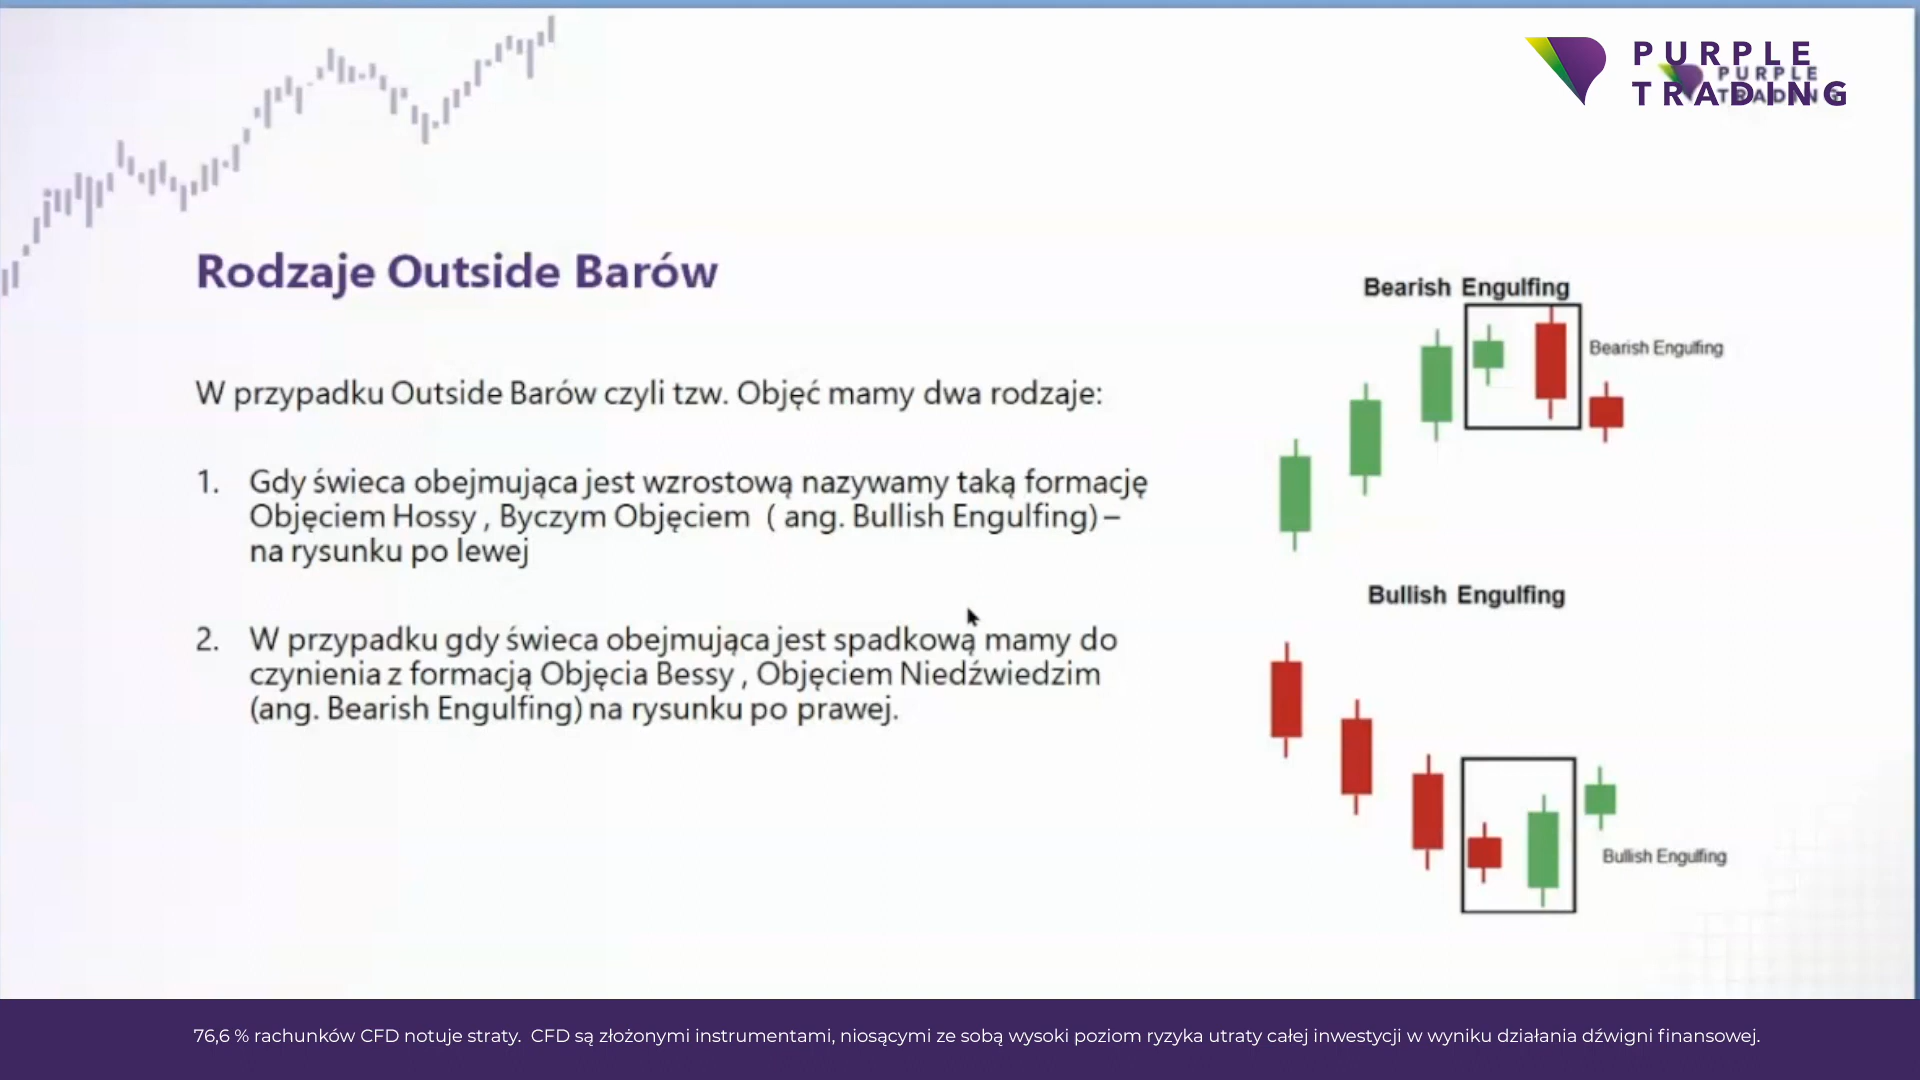 PURPLE
TRADING
PURPLE
TRADING
Rodzaje Outside Barów
W przypadku Outside Barów czyli tzw. Objęć mamy dwa rodzaje:
1. Gdy świeca obejmująca jest wzrostową nazywamy taką formację
Objęciem Hossy , Byczym Objęciem ( ang. Bullish Engulfing) –
na rysunku po lewej
2. W przypadku gdy świeca obejmująca jest spadkową mamy do
czynienia z formacją Objęcia Bessy , Objęciem Niedźwiedzim
(ang. Bearish Engulfing) na rysunku po prawej.
Bearish Engulfing
Bearish Engulfing
Bullish Engulfing
Bullish Engulfing
76,6 % rachunków CFD notuje straty. CFD są złożonymi instrumentami, niosącymi ze sobą wysoki poziom ryzyka utraty całej inwestycji w wyniku działania dźwigni finansowej.